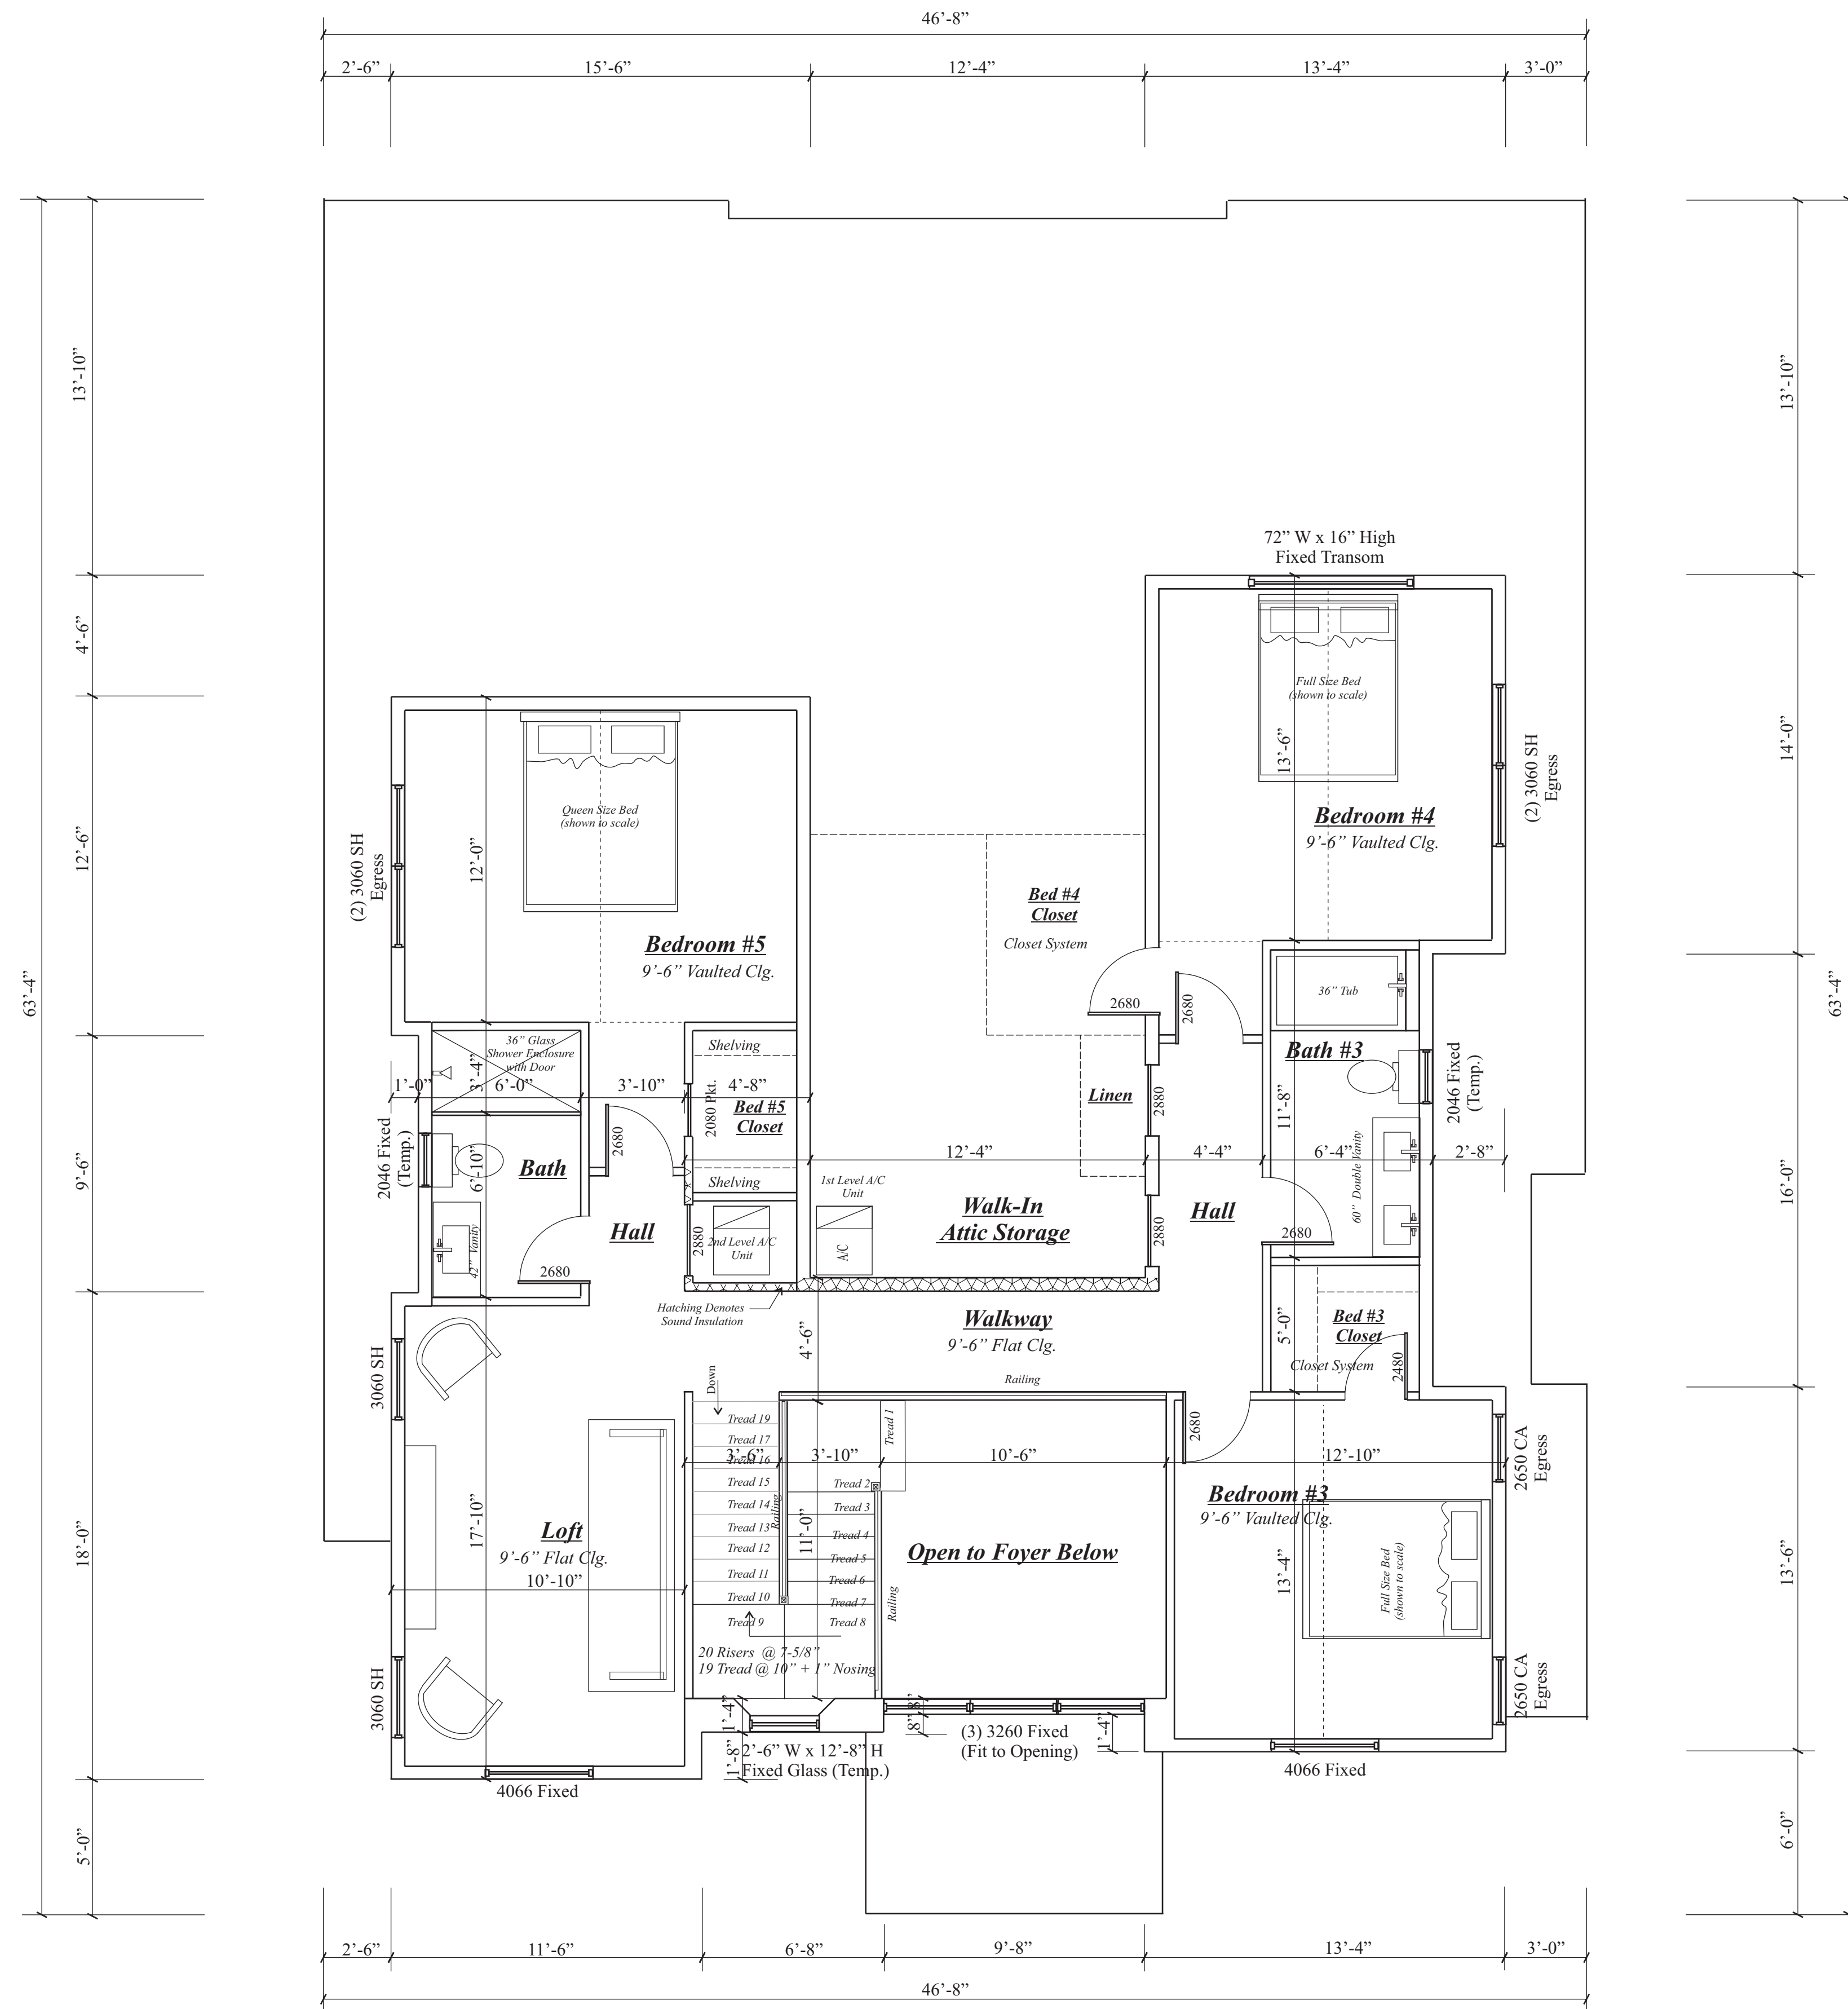 46’-8”
2’-6”
15’-6”
12’-4”
13’-4”
3’-0”
13’-10”
4’-6”
12’-6”
9’-6”
18’-0”
5’-0”
63’-4”
13’-10”
14’-0”
16’-0”
13’-6”
6’-0”
63’-4”
72” W x 16” High
Fixed Transom
Full Size Bed
(shown to scale)
13’-6”
Bedroom #4
9’-6” Vaulted Clg.
(2) 3060 SH
Egress
Queen Size Bed
(shown to scale)
12’-0”
(2) 3060 SH
Egress
Bedroom #5
9’-6” Vaulted Clg.
Bed #4
Closet
Closet System
2680
2680
36” Tub
Bath #3
2046 Fixed
(Temp.)
36” Glass
Shower Enclosure
with Door
3’-4”
1’-0”
6’-0”
3’-10”
4’-8”
Shelving
2080 Pkt.
Bed #5
Closet
Shelving
Linen
2880
11’-8”
2046 Fixed
(Temp.)
6’-10”
Bath
2680
12’-4”
4’-4”
6’-4”
2’-8”
60” Double Vanity
42” Vanity
2680
Hall
2880
2nd Level A/C
Unit
1st Level A/C
Unit
A/C
Walk-In
Attic Storage
2880
Hall
2680
Hatching Denotes
Sound Insulation
4’-6”
Walkway
9’-6” Flat Clg.
Railing
5’-0”
Bed #3
Closet
Closet System
2480
3060 SH
Down
Tread 19
Tread 17
Tread 16
Tread 15
Tread 14
Tread 13
Tread 12
Tread 11
Tread 10
Tread 9
Tread 1
Tread 2
Tread 3
Tread 4
Tread 5
Tread 6
Tread 7
Tread 8
3’-6”
3’-10”
10’-6”
12’-10”
Railing
11’-0”
Railing
2680
2650 CA
Egress
Bedroom #3
9’-6” Vaulted Clg.
17’-10”
Loft
9’-6” Flat Clg.
10’-10”
Open to Foyer Below
13’-4”
Full Size Bed
(shown to scale)
20 Risers @ 7-5/8”
19 Tread @ 10” + 1” Nosing
3060 SH
2650 CA
Egress
1’-4”
1’-8”
8”
8”
1’-4”
2’-6” W x 12’-8” H
Fixed Glass (Temp.)
(3) 3260 Fixed
(Fit to Opening)
4066 Fixed
4066 Fixed
2’-6”
11’-6”
6’-8”
9’-8”
13’-4”
3’-0”
46’-8”